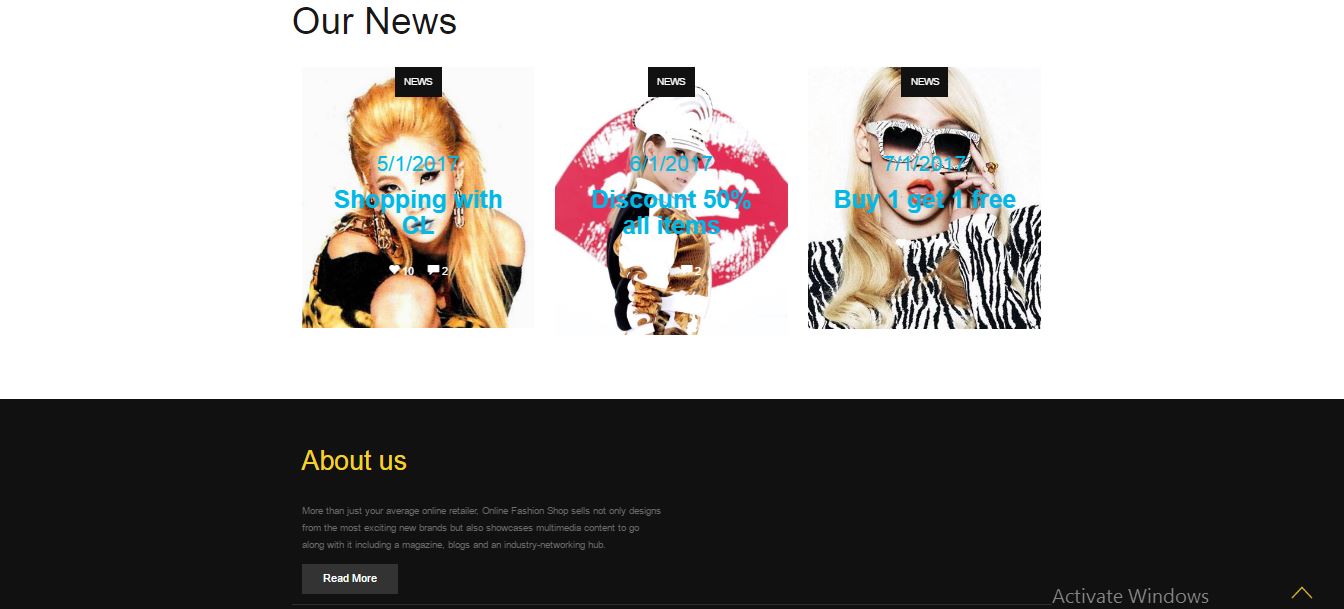 Our News
NEWS
5/1/2017
Shopping with
CL
10 2
NEWS
6/1/2017
Discount 50%
all items
2
NEWS
7/1/2017
Buy 1 get 1 free
About us
More than just your average online retailer, Online Fashion Shop sells not only designs
from the most exciting new brands but also showcases multimedia content to go
along with it including a magazine, blogs and an industry-networking hub.
Read More
Activate Windows